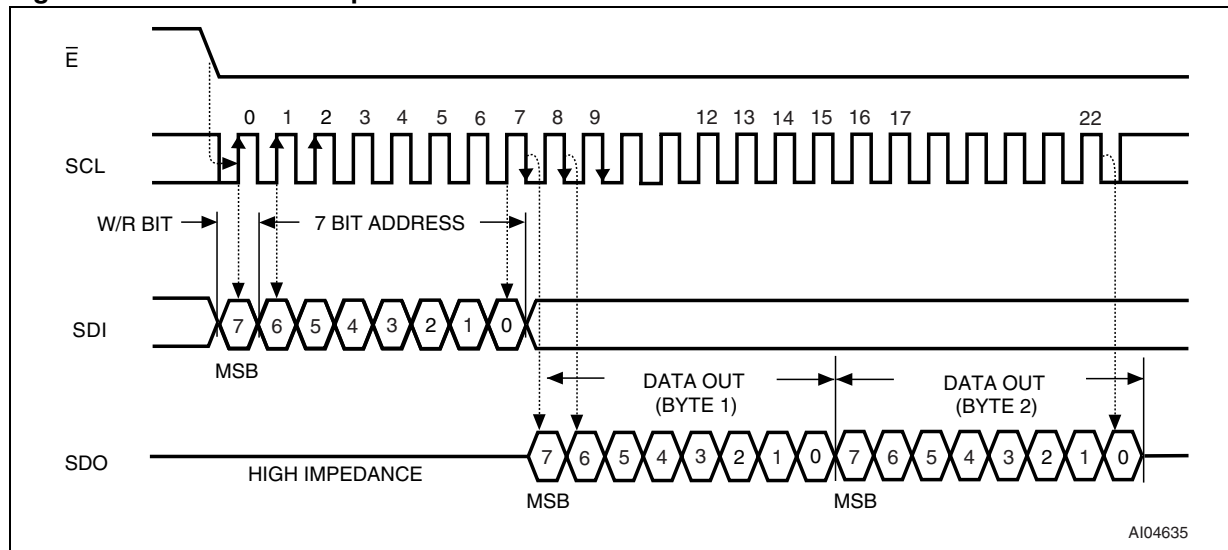 E̅
0 1 2 3 4 5 6 7 8 9 12 13 14 15 16 17 22
SCL
W/R BIT 7 BIT ADDRESS
SDI 7 6 5 4 3 2 1 0
MSB
DATA OUT (BYTE 1)
DATA OUT (BYTE 2)
SDO HIGH IMPEDANCE 7 6 5 4 3 2 1 0 7 6 5 4 3 2 1 0
MSB MSB
AI04635